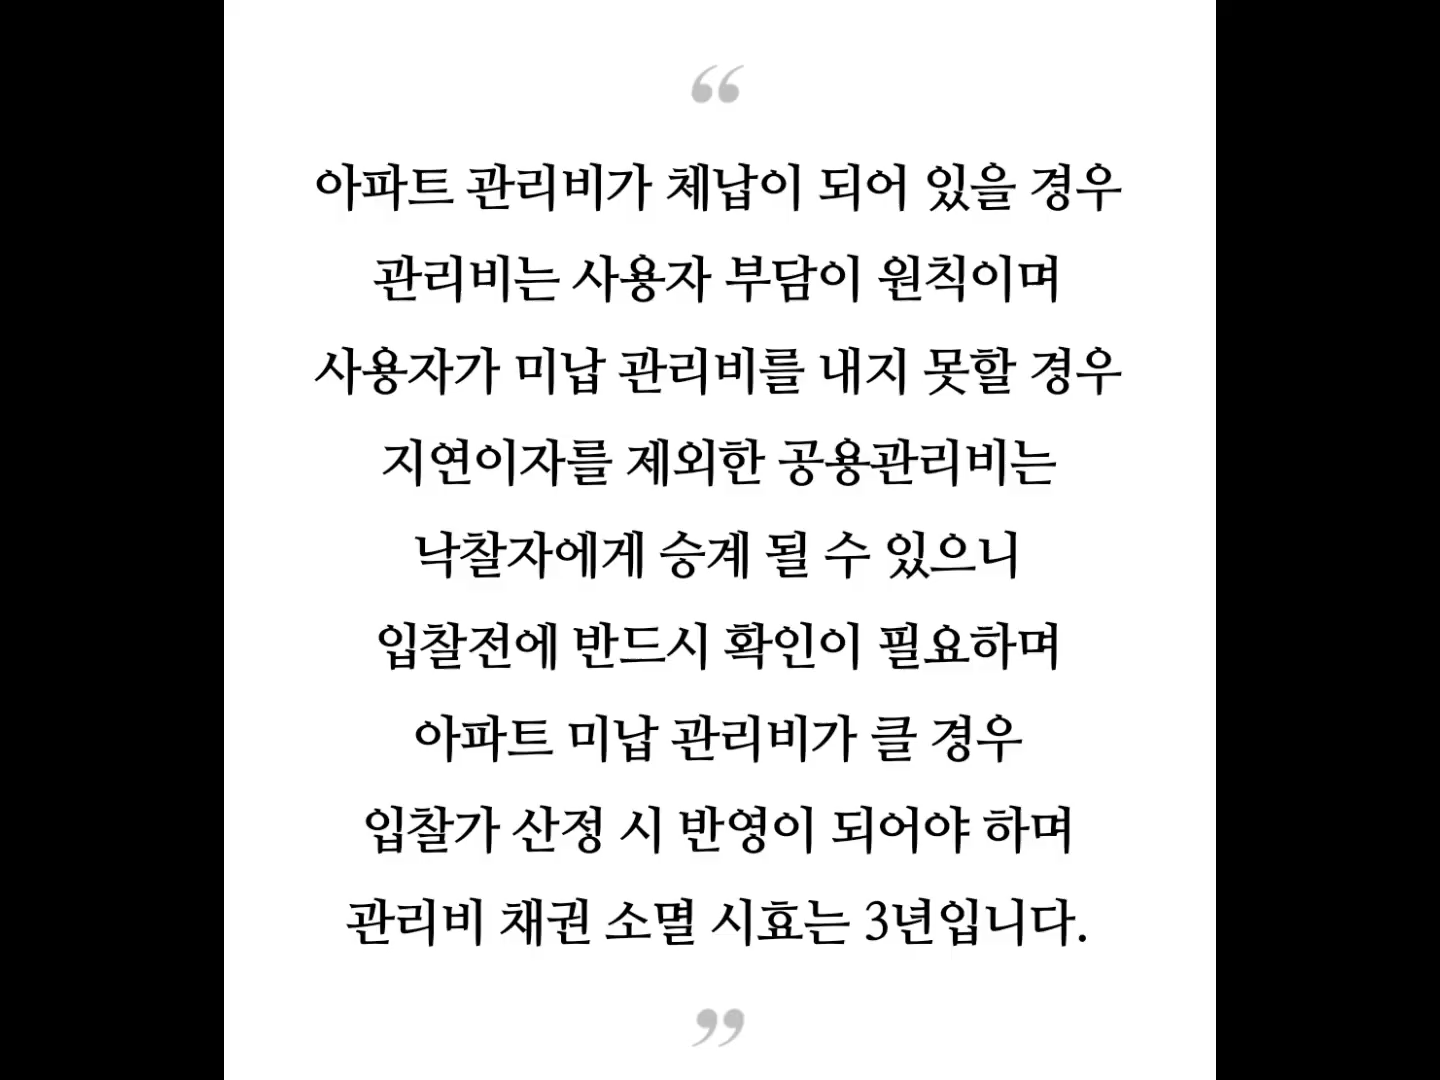 “
아파트 관리비가 체납이 되어 있을 경우
관리비는 사용자 부담이 원칙이며
사용자가 미납 관리비를 내지 못할 경우
지연이자를 제외한 공용관리비는
낙찰자에게 승계 될 수 있으니
입찰전에 반드시 확인이 필요하며
아파트 미납 관리비가 클 경우
입찰가 산정 시 반영이 되어야 하며
관리비 채권 소멸 시효는 3년입니다.
”